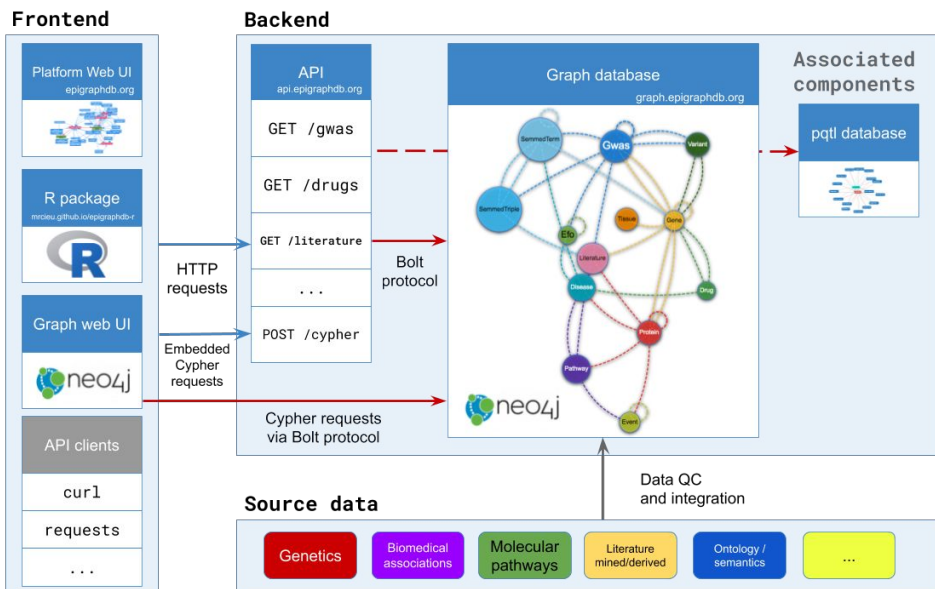 Frontend
Platform Web UI
epigraphdb.org
R package
mrcieu.github.io/epigraphdb-r
R
Graph web UI
neo4j
API clients
curl
requests
...
HTTP
requests
Embedded
Cypher
requests
Backend
API
api.epigraphdb.org
GET /gwas
GET /drugs
GET /literature
...
POST /cypher
Bolt
protocol
Cypher requests
via Bolt protocol
Graph database
graph.epigraphdb.org
SemmedTerm
Gwas
Variant
SemmedTriple
Tissue
Gene
Efo
Literature
Disease
Drug
Protein
Pathway
Event
neo4j
Associated
components
pqtl database
Data QC
and integration
Source data
Genetics
Biomedical
associations
Molecular
pathways
Literature
mined/derived
Ontology /
semantics
...